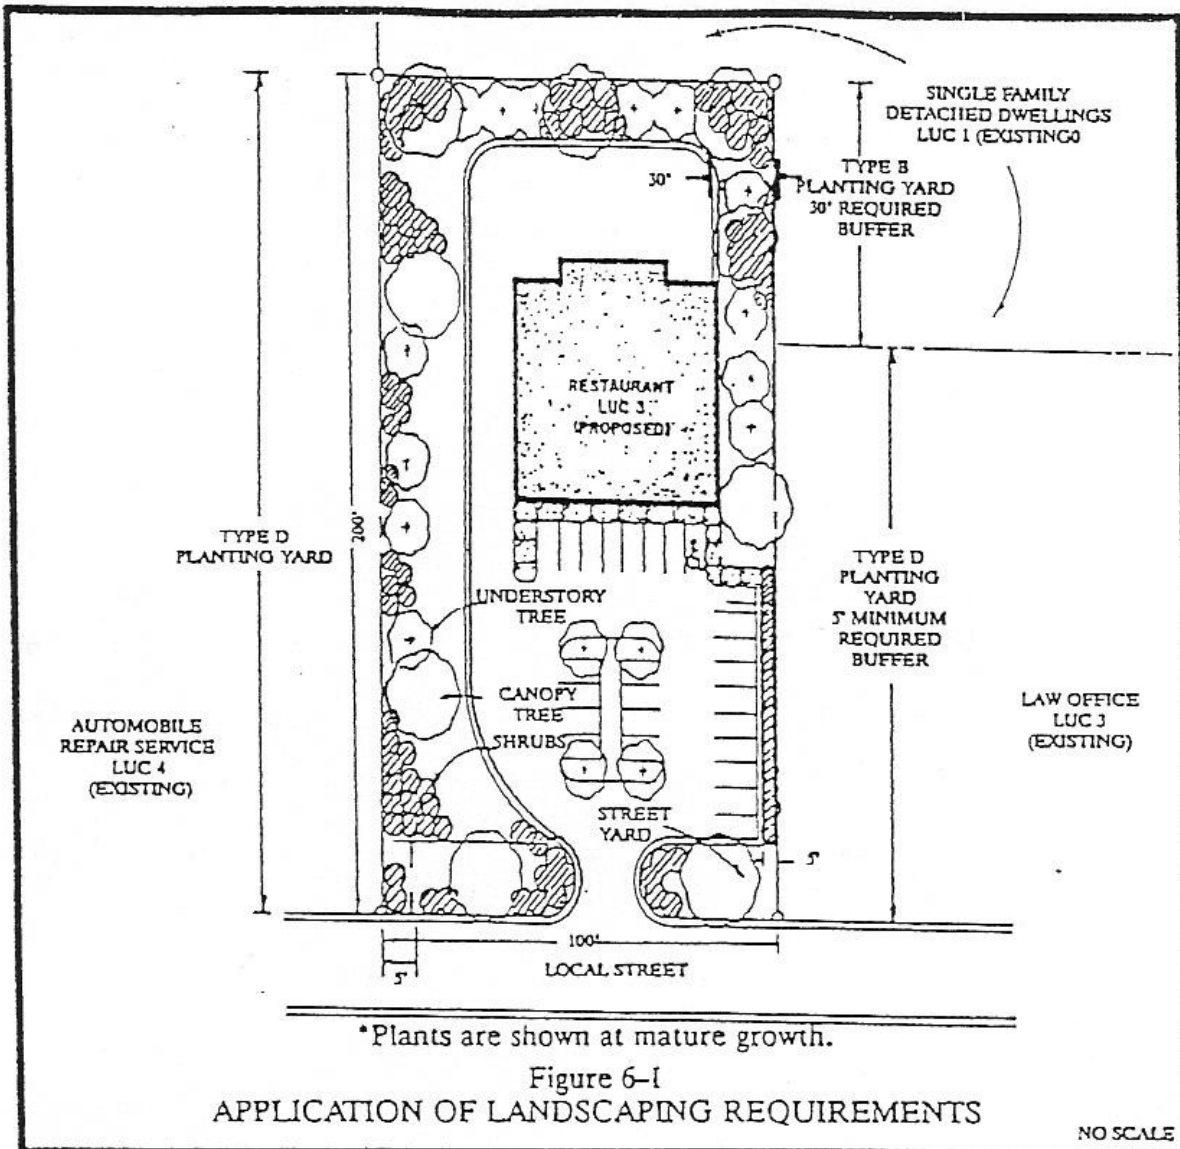 SINGLE FAMILY
DETACHED DWELLINGS
LUC 1 (EXISTING0
TYPE B
PLANTING YARD
30' REQUIRED
BUFFER
30'
RESTAURANT
LUC 3
(PROPOSED)
TYPE D
PLANTING YARD
200'
TYPE D
PLANTING
YARD
5' MINIMUM
REQUIRED
BUFFER
UNDERSTORY
TREE
CANOPY
TREE
SHRUBS
AUTOMOBILE
REPAIR SERVICE
LUC 4
(EXISTING)
LAW OFFICE
LUC 3
(EXISTING)
STREET
YARD
5'
100'
5'
LOCAL STREET
*Plants are shown at mature growth.
Figure 6-1
APPLICATION OF LANDSCAPING REQUIREMENTS
NO SCALE